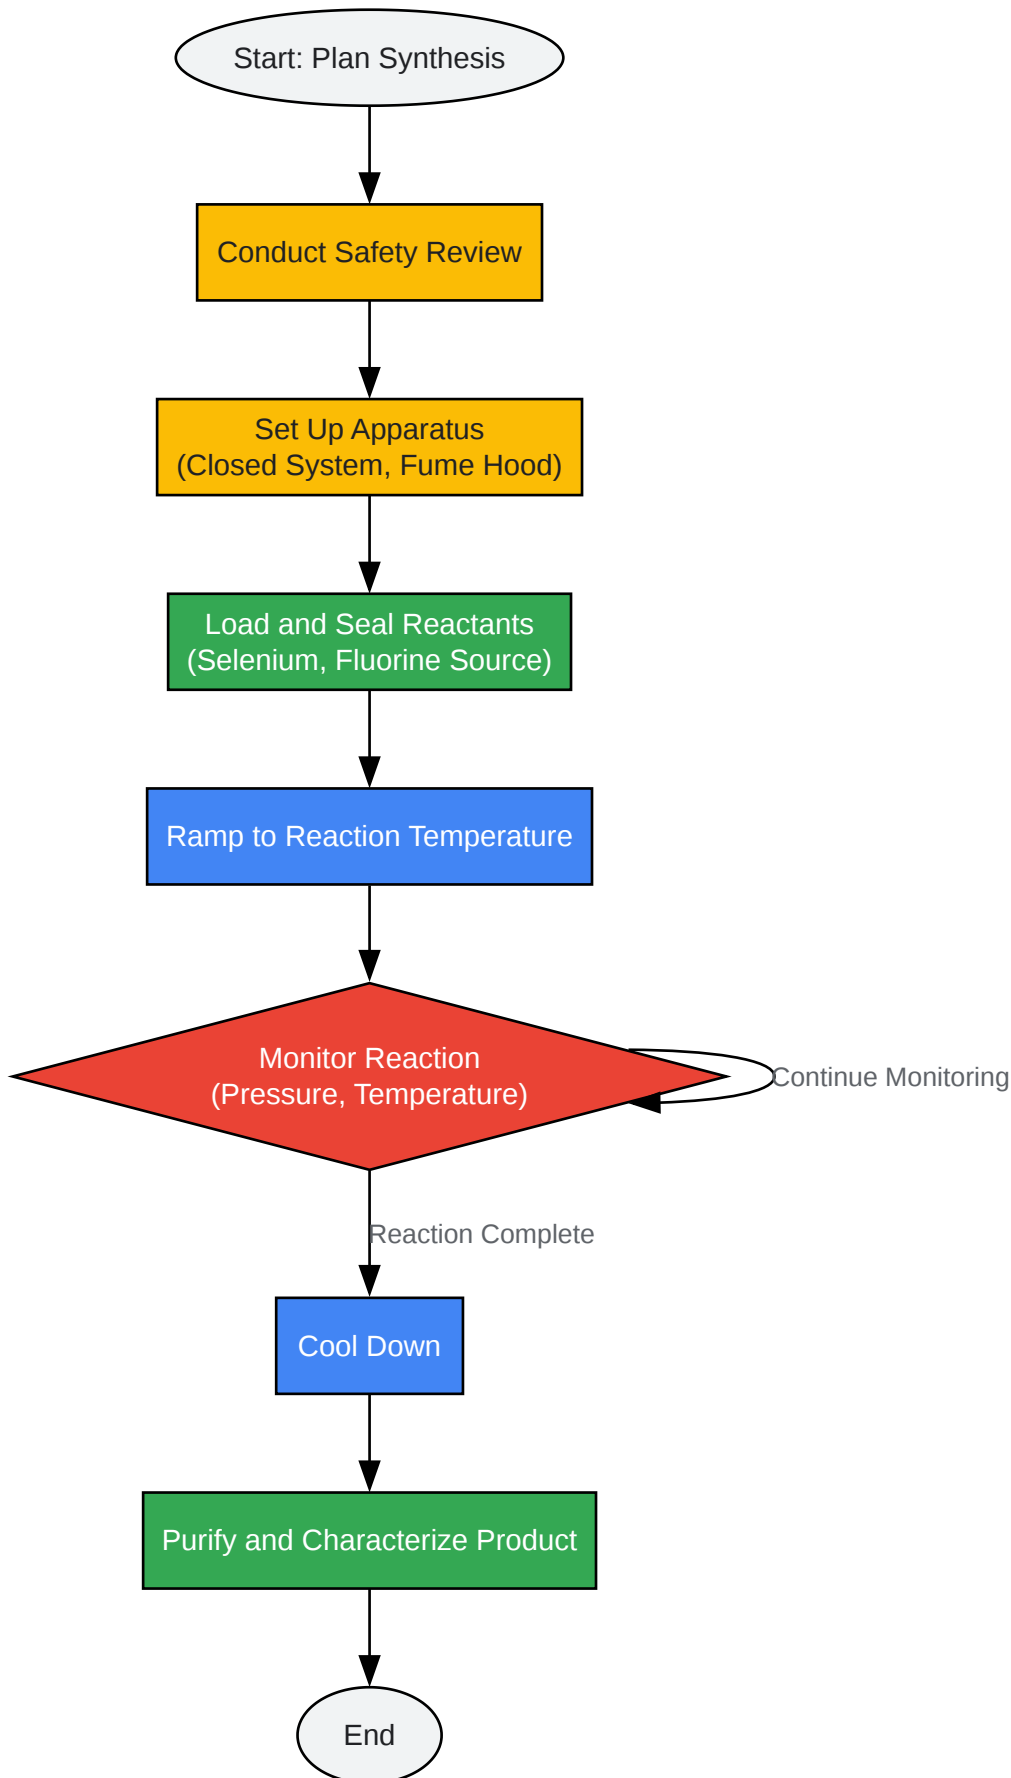 Start: Plan Synthesis
Conduct Safety Review
Set Up Apparatus
(Closed System, Fume Hood)
Load and Seal Reactants
(Selenium, Fluorine Source)
Ramp to Reaction Temperature
Monitor Reaction
(Pressure, Temperature)
Continue Monitoring
Reaction Complete
Cool Down
Purify and Characterize Product
End